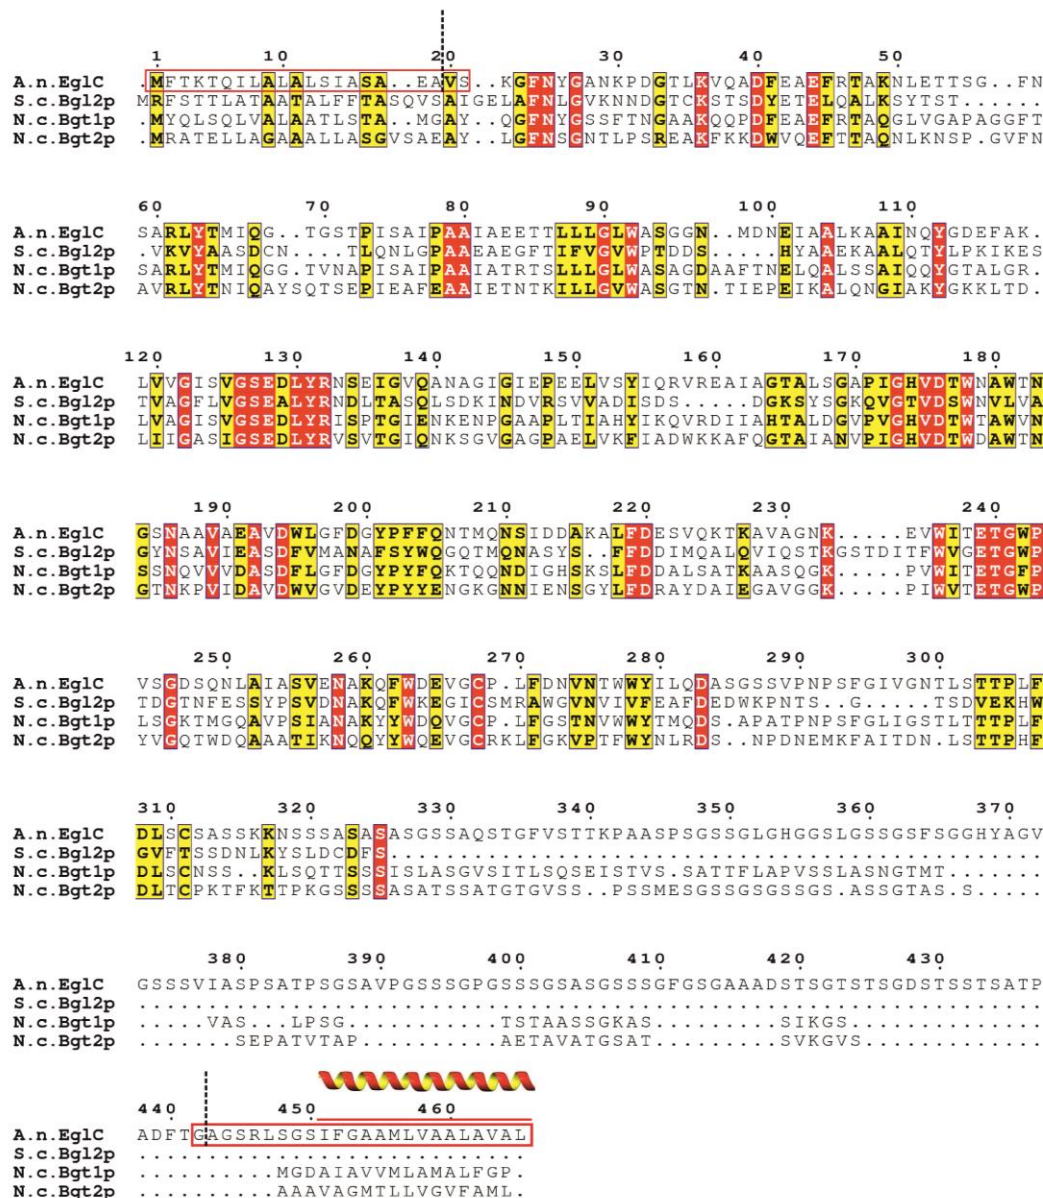 1 10 20 30 40 50
A.n.EglC .MFTKTQILALALSIASA..EAVS..KGFNYGANKPDGTLKVQADFEAEFRTAKNLETTSG..FN
S.c.Bgl2p MRFSTTLATAATALFFTASQVSAIGELAFNLGVKNNDGTCKSTSDYETELQALKSYTST......
N.c.Bgt1p .MYQLSQLVALAATLSTA..MGAY..QGFNYGSSFTNGAAKQQPDFEAEFRTAQGLVGAPAGGFT
N.c.Bgt2p .MRATELLAGAAALLASGVSAEAY..LGFNSGNTLPSREAKFKKDWVQEFTTAQNLKNSP.GVFN
60 70 80 90 100 110
A.n.EglC SARLYTMIQG..TGSTPISAIPAAIAEETTLLLGLWASGGN..MDNEIAALKAAINQYGDEFAK.
S.c.Bgl2p .VKVYAASDCN....TLQNLGPAAEAEGFTIFVGVWPTDDS.....HYAAEKAALQTYLPKIKES
N.c.Bgt1p SARLYTMIQGG.TVNAPISAIPAAIATRTSLLLGLWASAGDAAFTNELQALSSAIQQYGTALGR.
N.c.Bgt2p AVRLYTNIQAYSQTSEPIEAFEAAIETNTKILLGVWASGTN.TIEPEIKALQNGIAKYGKKLTD.
120 130 140 150 160 170 180
A.n.EglC LVVGISVGSEDLYRNSEIGVQANAGIGIEPEELVSYIQRVREAIAGTALSGAPIGHVDTWNAWTN
S.c.Bgl2p TVAGFLVGSEALYRNDLTASQLSDKINDVRSVVADISDS.....DGKSYSGKQVGTVDSWNVLVA
N.c.Bgt1p LVAGISVGSEDLYRISPTGIENKENPGAAPLTIAHYIKQVRDIIAHTALDGVPVGHVDTWTAWVN
N.c.Bgt2p LIIGASIGSEDLYRVSVTGIQNKSGVGAGPAELVKFIADWKKAFQGTAIANVPIGHVDTWDAWTN
190 200 210 220 230 240
A.n.EglC GSNAAVAEAVDWLGFDGYPFFQNTMQNSIDDAKALFDESVQKTKAVAGNK.....EVWITETGWP
S.c.Bgl2p GYNSAVIEASDFVMANAFSYWQGQTMQNASYS..FFDDIMQALQVIQSTKGSTDITFWVGETGWP
N.c.Bgt1p SSNQVVVDASDFLGFDGYPYFQKTQQNDIGHSKSLFDDALSATKAASQGK.....PVWITETGFP
N.c.Bgt2p GTNKPVIDAVDWVGVDEYPYYENGKGNNIENSGYLFDRAYDAIEGAVGGK.....PIWVTETGWP
250 260 270 280 290 300
A.n.EglC VSGDSQNLAIASVENAKQFWDEVGCP.LFDNVNTWWYILQDASGSSVPNPSFGIVGNTLSTTPLF
S.c.Bgl2p TDGTNFESSYPSVDNAKQFWKEGICSMRAWGVNVIVFEAFDEDWKPNTS..G....TSDVEKHW
N.c.Bgt1p LSGKTMGQAVPSIANAKYYWDQVGCP.LFGSTNVWWYTMQDS.APATPNPSFGLIGSTLTTTPLF
N.c.Bgt2p YVGQTWDQAAATIKNQQYYWQEVGCRKLFGKVPTFWYNLRDS..NPDNEMKFAITDN.LSTTPHF
310 320 330 340 350 360 370
A.n.EglC DLSCSASSKKNSSSASASASGSSAQSTGFVSTTKPAASPSGSSGLGHGGSLGSSGSFSGGHYAGV
S.c.Bgl2p GVFTSSDNLKYSLDCDFS...............................................
N.c.Bgt1p DLSCNSS..KLSQTTSSSISLASGVSITLSQSEISTVS.SATTFLAPVSSLASNGTMT.......
N.c.Bgt2p DLTCPKTFKTTPKGSSSSASATSSATGTGVSS..PSSMESGSSGSGSSGS.ASSGTAS.S.....
380 390 400 410 420 430
A.n.EglC GSSSVIASPSATPSGSAVPGSSSGPGSSSGSASGSSSGFGSGAAADSTSGTSTSGDSTSSTSATP
S.c.Bgl2p .................................................................
N.c.Bgt1p .....VAS...LPSG...........TSTAASSGKAS..........SIKGS.............
N.c.Bgt2p .......SEPATVTAP..........AETAVATGSAT..........SVKGVS............
440 450 460
A.n.EglC ADFTGAGSRLSGSIFGAAMLVAALAVAL
S.c.Bgl2p ............................
N.c.Bgt1p ..........MGDAIAVVMLAMALFGP.
N.c.Bgt2p ..........AAAVAGMTLLVGVFAML.